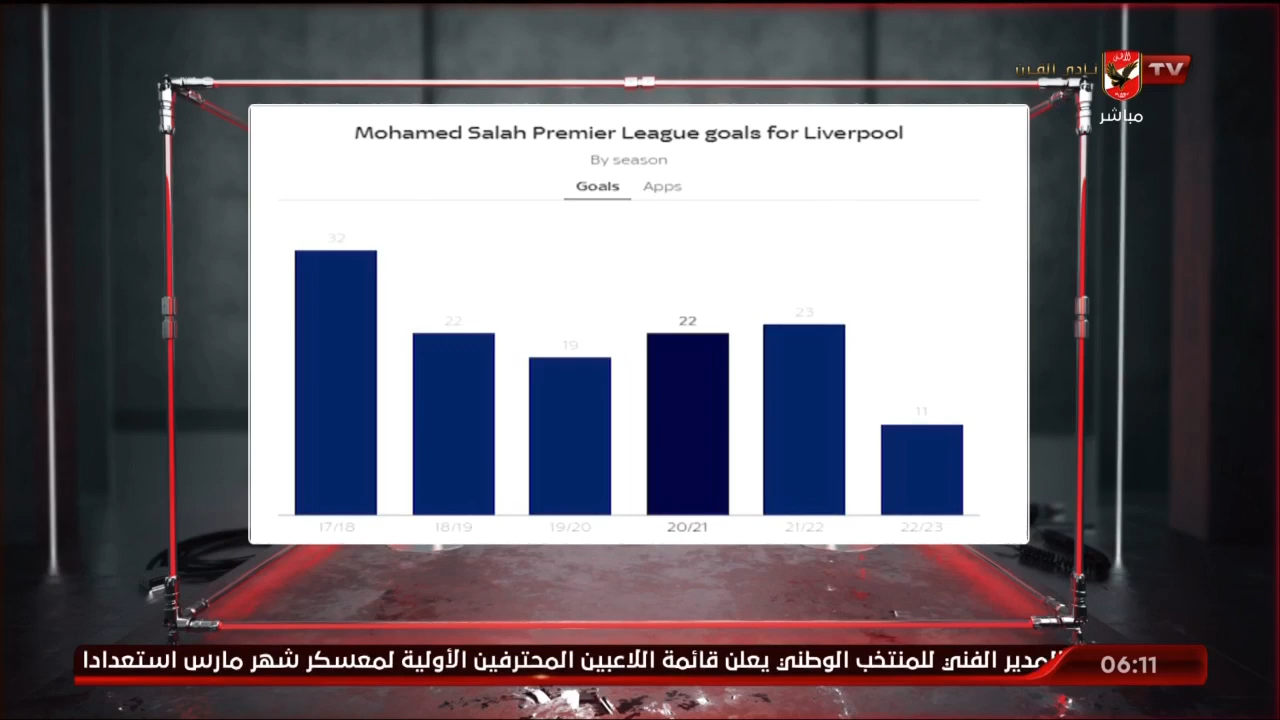 نادي القرن
TV
مباشر
Mohamed Salah Premier League goals for Liverpool
By season
Goals Apps
32
22
19
22
23
11
17/18 18/19 19/20 20/21 21/22 22/23
المدير الفني للمنتخب الوطني يعلن قائمة اللاعبين المحترفين الأولية لمعسكر شهر مارس استعدادا
06:11